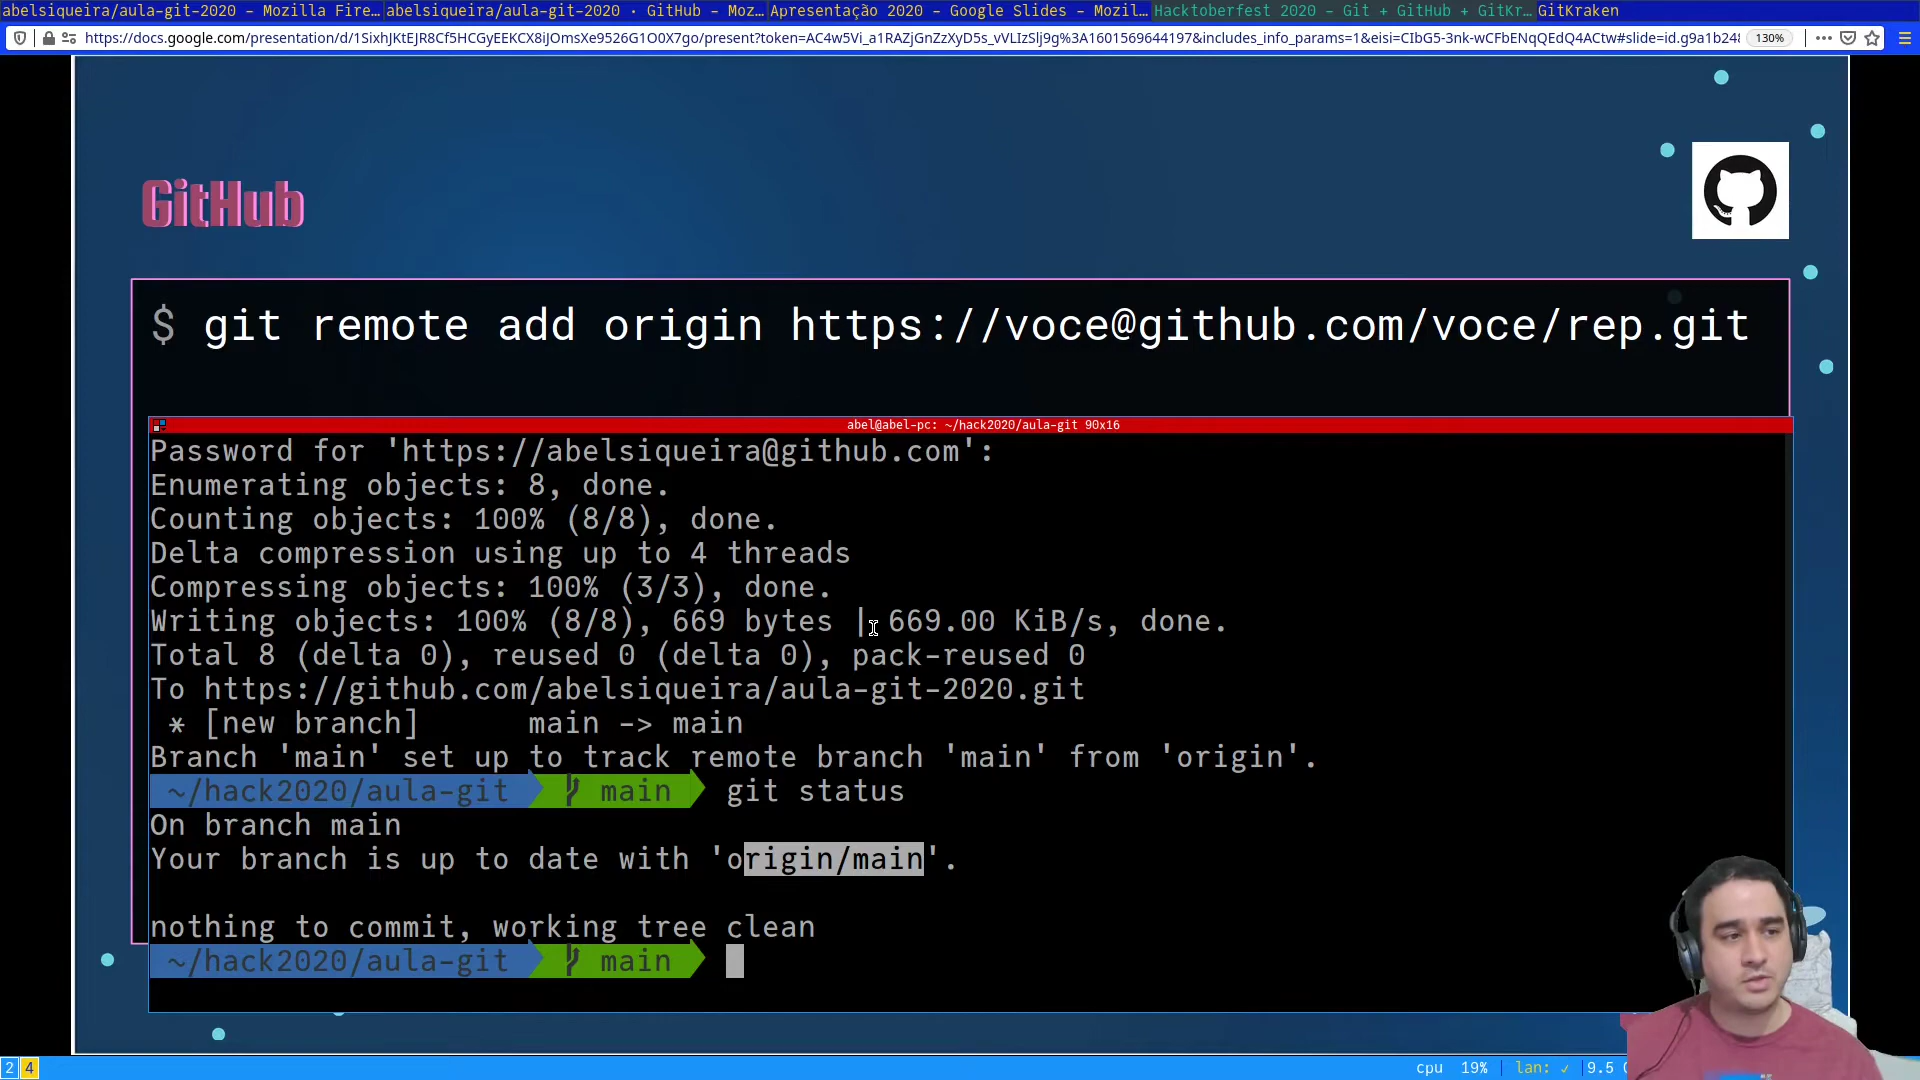 abelsiqueira/aula-git-2020 – Mozilla Fire…
abelsiqueira/aula-git-2020 · GitHub – Moz…
Apresentação 2020 – Google Slides – Mozil…
Hacktoberfest 2020 – Git + GitHub + GitKr…
GitKraken
130%
GitHub
$ git remote add origin https://voce@github.com/voce/rep.git
abel@abel-pc: ~/hack2020/aula-git 90x16
Password for 'https://abelsiqueira@github.com':
Enumerating objects: 8, done.
Counting objects: 100% (8/8), done.
Delta compression using up to 4 threads
Compressing objects: 100% (3/3), done.
Writing objects: 100% (8/8), 669 bytes | 669.00 KiB/s, done.
Total 8 (delta 0), reused 0 (delta 0), pack-reused 0
To https://github.com/abelsiqueira/aula-git-2020.git
* [new branch]      main -> main
Branch 'main' set up to track remote branch 'main' from 'origin'.
~/hack2020/aula-git main git status
On branch main
Your branch is up to date with 'origin/main'.
nothing to commit, working tree clean
~/hack2020/aula-git main
2 4
cpu 19% lan: ✓ 9.5